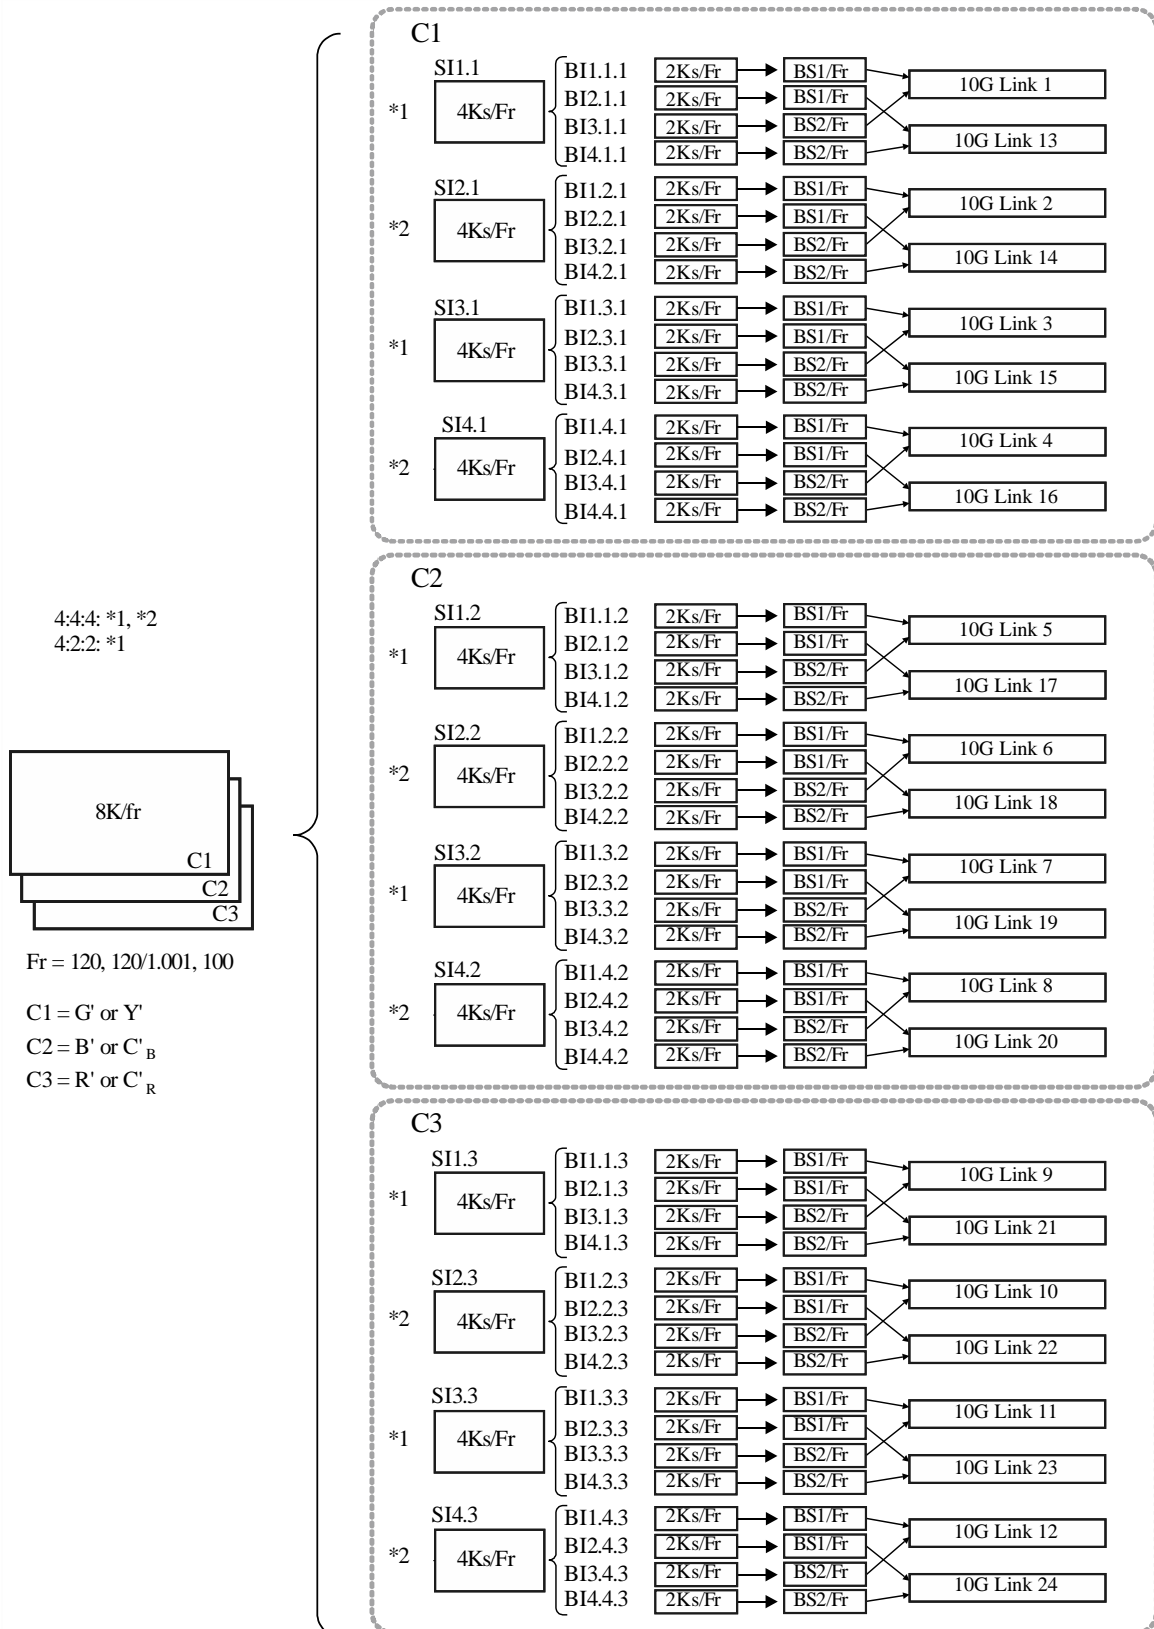 4:4:4: *1, *2
4:2:2: *1
8K/fr
C1
C2
C3
Fr = 120, 120/1.001, 100
C1 = G' or Y'
C2 = B' or C'B
C3 = R' or C'R
C1
SI1.1
*1
4Ks/Fr
BI1.1.1 2Ks/Fr BS1/Fr
BI2.1.1 2Ks/Fr BS1/Fr
BI3.1.1 2Ks/Fr BS2/Fr
BI4.1.1 2Ks/Fr BS2/Fr
10G Link 1
10G Link 13
SI2.1
*2
4Ks/Fr
BI1.2.1 2Ks/Fr BS1/Fr
BI2.2.1 2Ks/Fr BS1/Fr
BI3.2.1 2Ks/Fr BS2/Fr
BI4.2.1 2Ks/Fr BS2/Fr
10G Link 2
10G Link 14
SI3.1
*1
4Ks/Fr
BI1.3.1 2Ks/Fr BS1/Fr
BI2.3.1 2Ks/Fr BS1/Fr
BI3.3.1 2Ks/Fr BS2/Fr
BI4.3.1 2Ks/Fr BS2/Fr
10G Link 3
10G Link 15
SI4.1
*2
4Ks/Fr
BI1.4.1 2Ks/Fr BS1/Fr
BI2.4.1 2Ks/Fr BS1/Fr
BI3.4.1 2Ks/Fr BS2/Fr
BI4.4.1 2Ks/Fr BS2/Fr
10G Link 4
10G Link 16
C2
SI1.2
*1
4Ks/Fr
BI1.1.2 2Ks/Fr BS1/Fr
BI2.1.2 2Ks/Fr BS1/Fr
BI3.1.2 2Ks/Fr BS2/Fr
BI4.1.2 2Ks/Fr BS2/Fr
10G Link 5
10G Link 17
SI2.2
*2
4Ks/Fr
BI1.2.2 2Ks/Fr BS1/Fr
BI2.2.2 2Ks/Fr BS1/Fr
BI3.2.2 2Ks/Fr BS2/Fr
BI4.2.2 2Ks/Fr BS2/Fr
10G Link 6
10G Link 18
SI3.2
*1
4Ks/Fr
BI1.3.2 2Ks/Fr BS1/Fr
BI2.3.2 2Ks/Fr BS1/Fr
BI3.3.2 2Ks/Fr BS2/Fr
BI4.3.2 2Ks/Fr BS2/Fr
10G Link 7
10G Link 19
SI4.2
*2
4Ks/Fr
BI1.4.2 2Ks/Fr BS1/Fr
BI2.4.2 2Ks/Fr BS1/Fr
BI3.4.2 2Ks/Fr BS2/Fr
BI4.4.2 2Ks/Fr BS2/Fr
10G Link 8
10G Link 20
C3
SI1.3
*1
4Ks/Fr
BI1.1.3 2Ks/Fr BS1/Fr
BI2.1.3 2Ks/Fr BS1/Fr
BI3.1.3 2Ks/Fr BS2/Fr
BI4.1.3 2Ks/Fr BS2/Fr
10G Link 9
10G Link 21
SI2.3
*2
4Ks/Fr
BI1.2.3 2Ks/Fr BS1/Fr
BI2.2.3 2Ks/Fr BS1/Fr
BI3.2.3 2Ks/Fr BS2/Fr
BI4.2.3 2Ks/Fr BS2/Fr
10G Link 10
10G Link 22
SI3.3
*1
4Ks/Fr
BI1.3.3 2Ks/Fr BS1/Fr
BI2.3.3 2Ks/Fr BS1/Fr
BI3.3.3 2Ks/Fr BS2/Fr
BI4.3.3 2Ks/Fr BS2/Fr
10G Link 11
10G Link 23
SI4.3
*2
4Ks/Fr
BI1.4.3 2Ks/Fr BS1/Fr
BI2.4.3 2Ks/Fr BS1/Fr
BI3.4.3 2Ks/Fr BS2/Fr
BI4.4.3 2Ks/Fr BS2/Fr
10G Link 12
10G Link 24